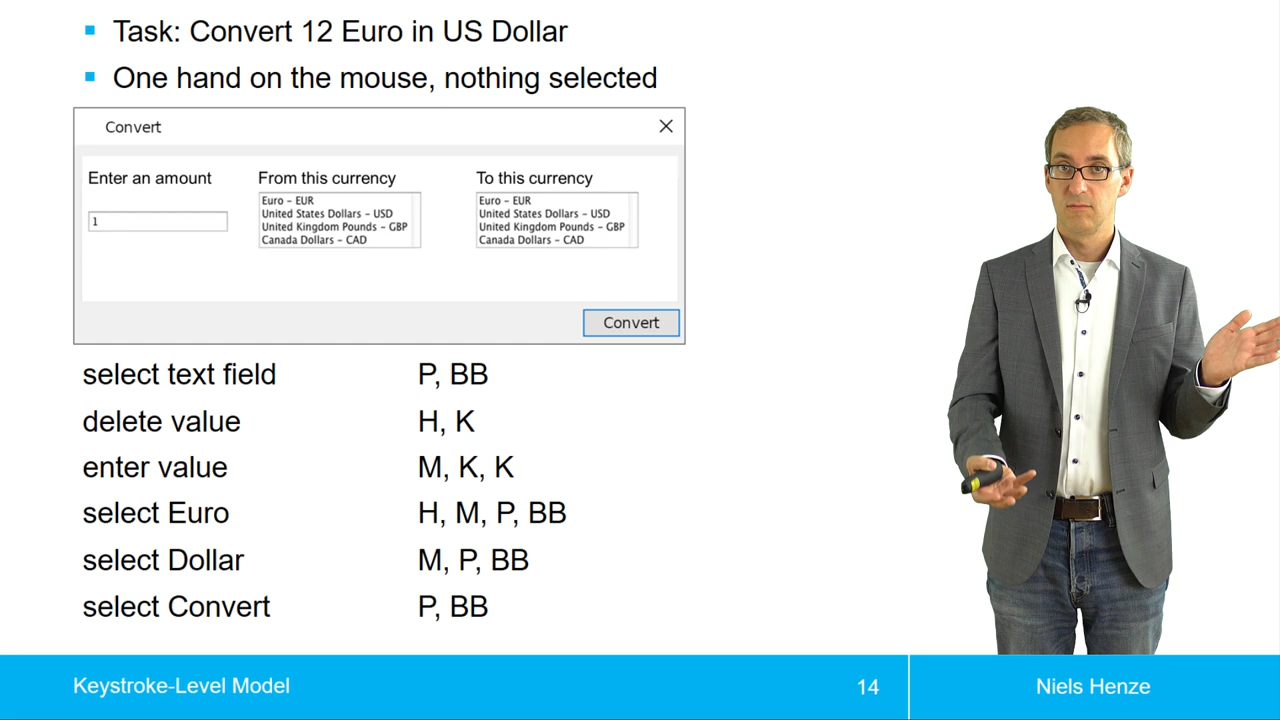 Task: Convert 12 Euro in US Dollar
One hand on the mouse, nothing selected
Convert
Enter an amount
From this currency
To this currency
1
Euro – EUR
United States Dollars – USD
United Kingdom Pounds – GBP
Canada Dollars – CAD
Euro – EUR
United States Dollars – USD
United Kingdom Pounds – GBP
Canada Dollars – CAD
Convert
select text field P, BB
delete value H, K
enter value M, K, K
select Euro H, M, P, BB
select Dollar M, P, BB
select Convert P, BB
Keystroke-Level Model 14 Niels Henze